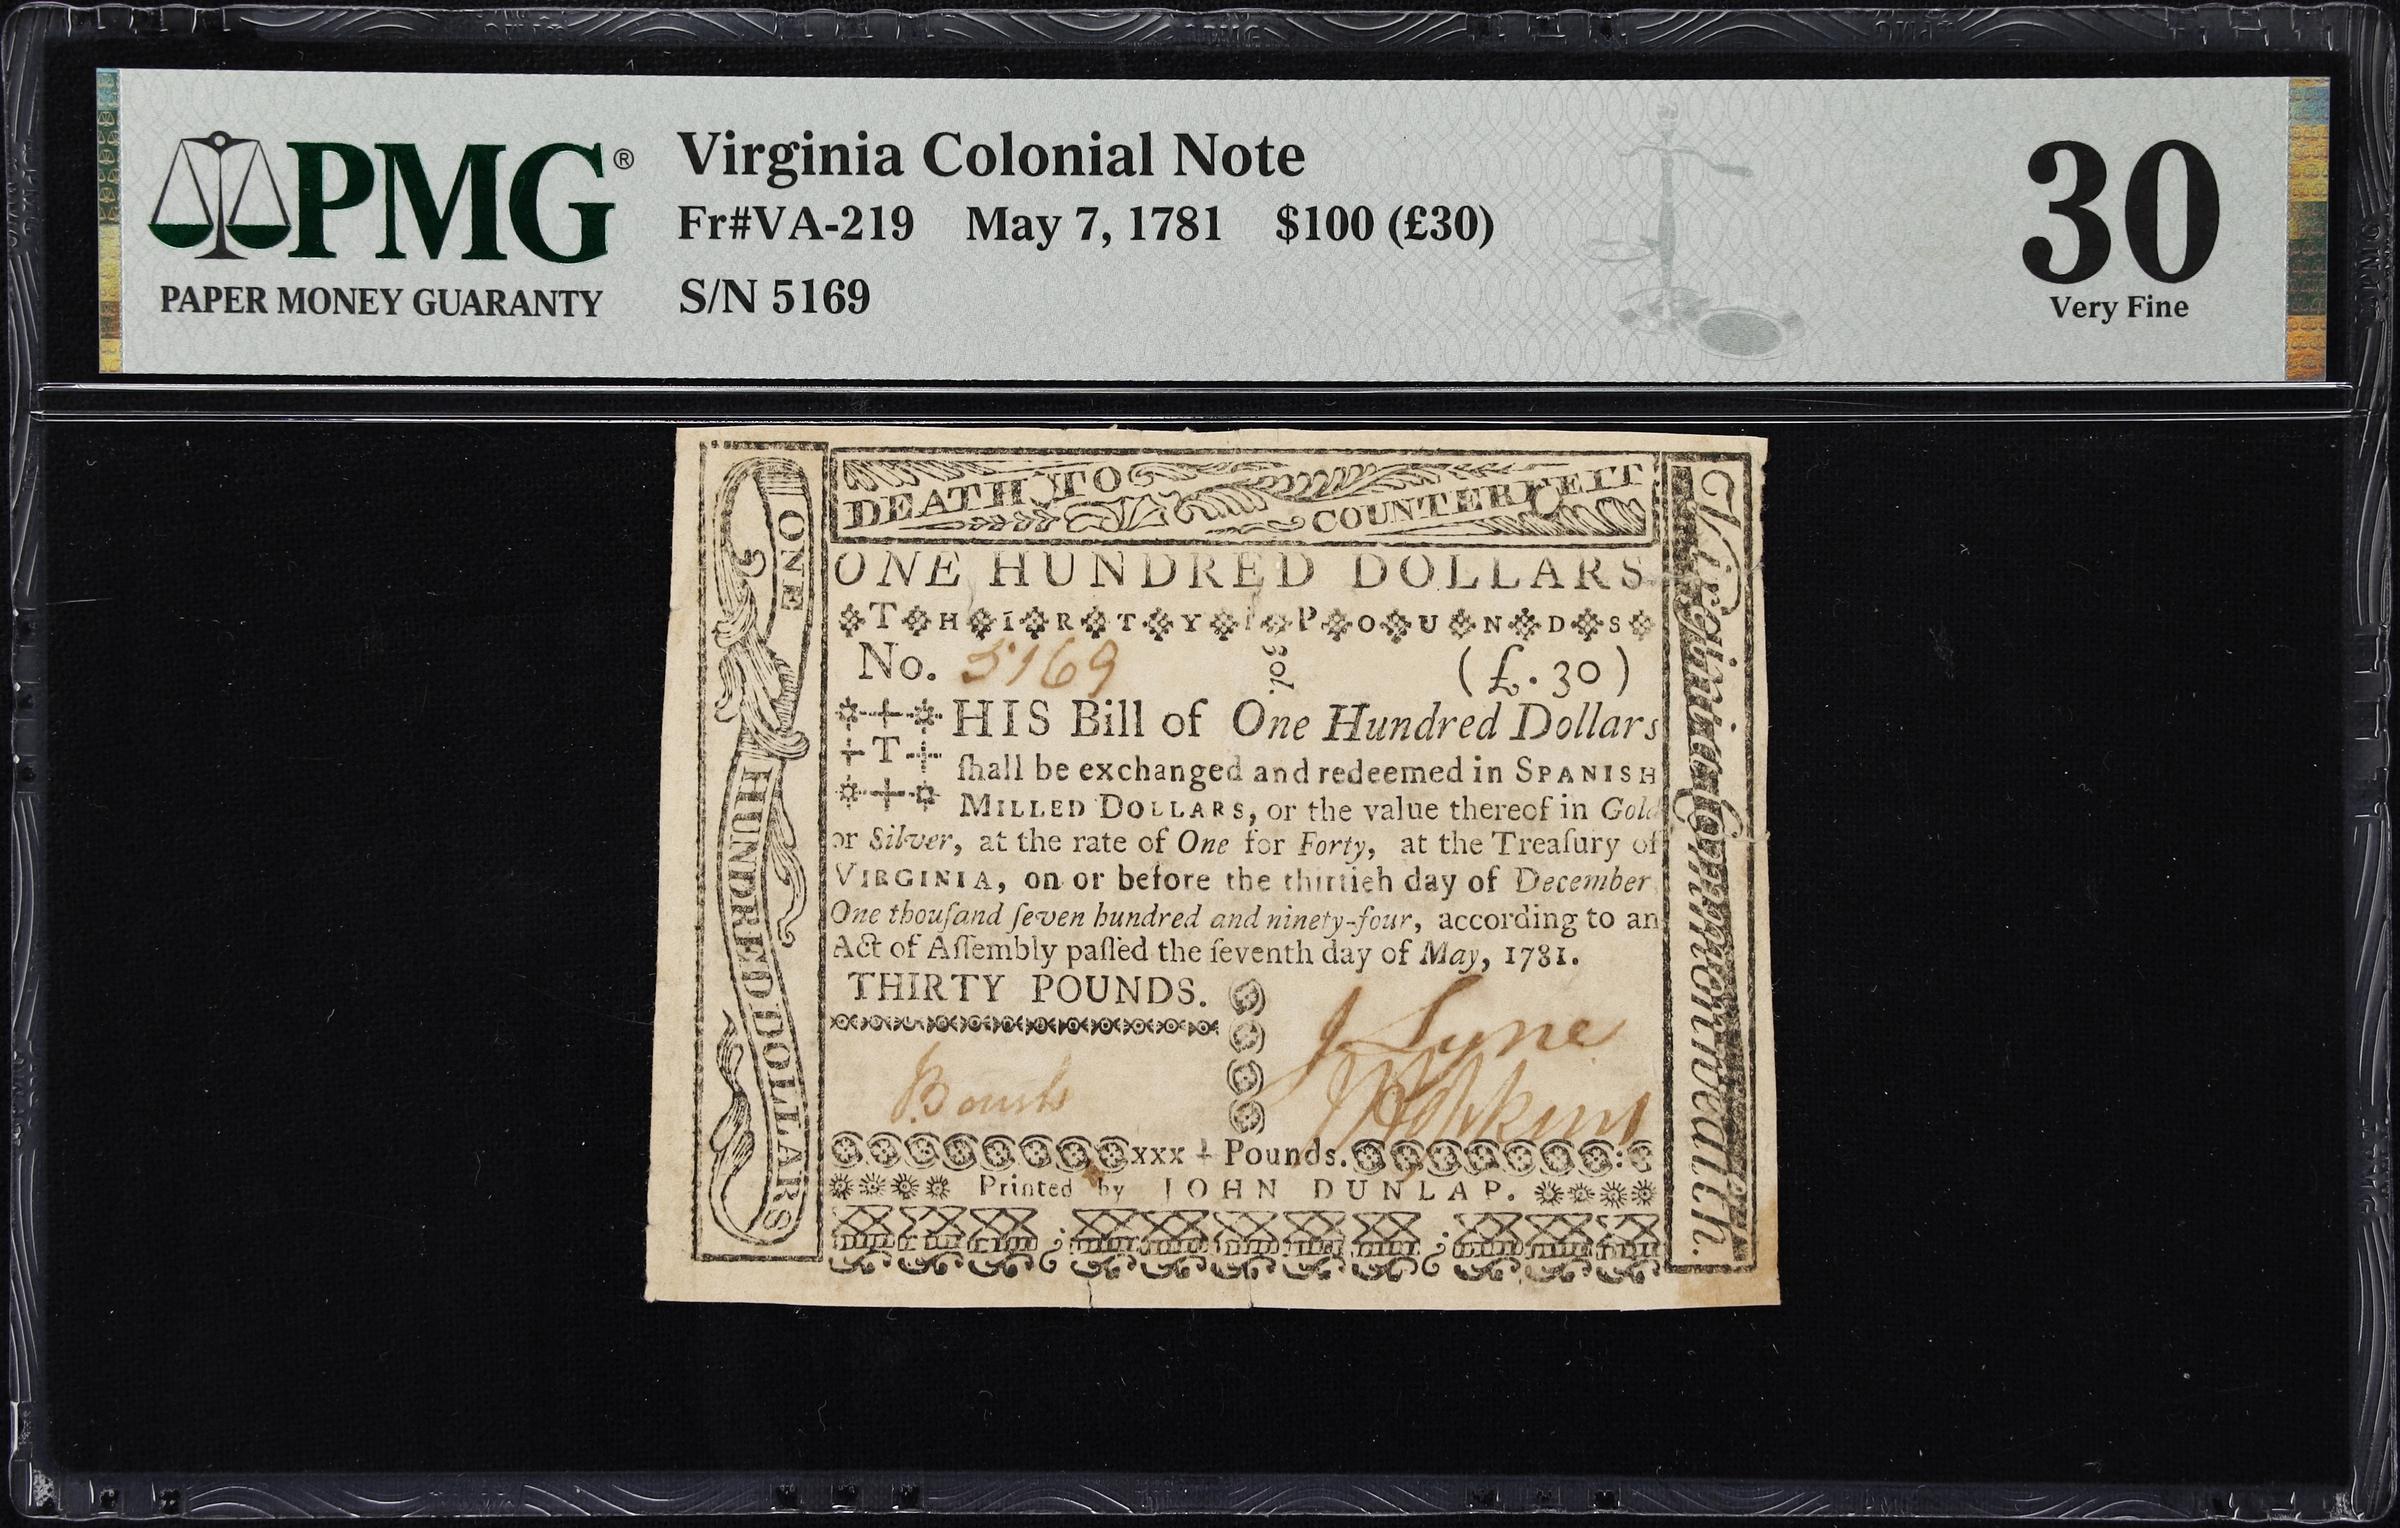 PMG®
PAPER MONEY GUARANTY
Virginia Colonial Note
Fr#VA-219 May 7, 1781 $100 (£30)
S/N 5169
30
Very Fine
DEATH TO COUNTERFEIT
ONE HUNDRED DOLLARS
THIRTY POUNDS
No. 5169 30l. (£.30)
THIS Bill of One Hundred Dollars
ſhall be exchanged and redeemed in SPANISH
MILLED DOLLARS, or the value thereof in Gold
or Silver, at the rate of One for Forty, at the Treaſury of
VIRGINIA, on or before the thirtieh day of December
One thouſand ſeven hundred and ninety-four, according to an
Act of Aſſembly paſſed the ſeventh day of May, 1781.
THIRTY POUNDS.
J Lyne
Hopkins
xxx Pounds.
Printed by JOHN DUNLAP.
ONE HUNDRED DOLLARS
Virginia Commonwealth.